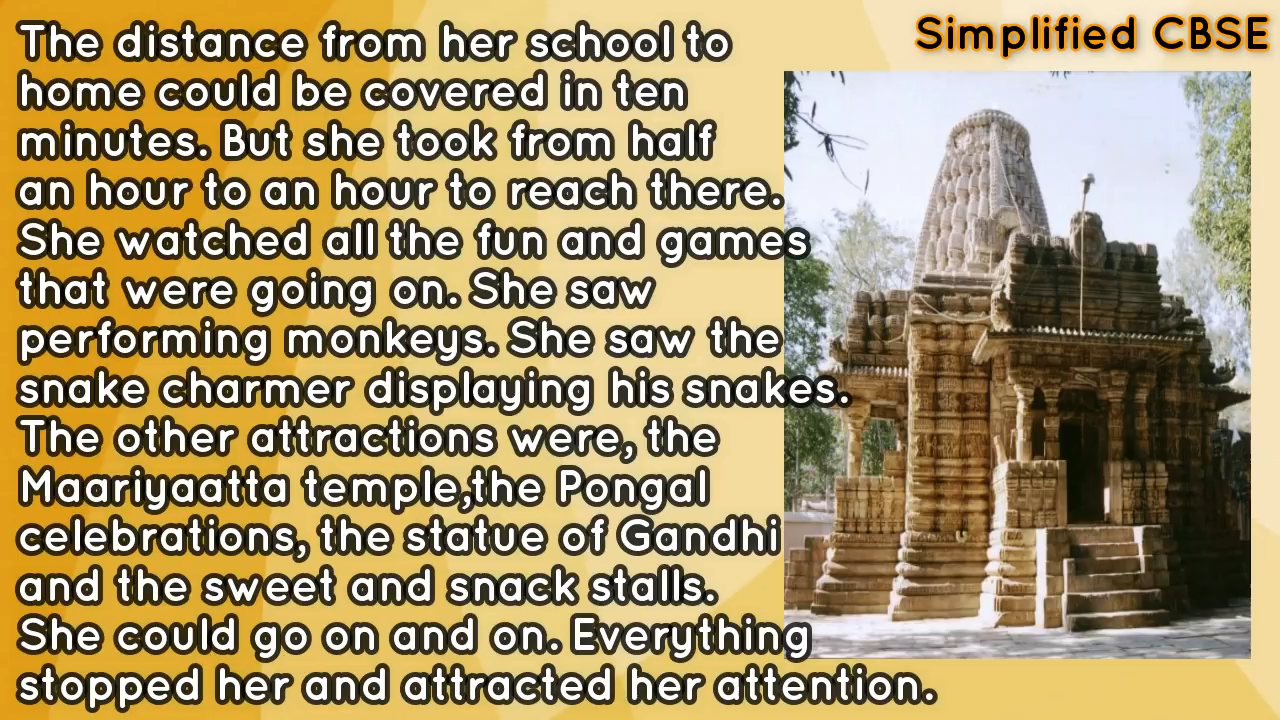 Simplified CBSE
The distance from her school to
home could be covered in ten
minutes. But she took from half
an hour to an hour to reach there.
She watched all the fun and games
that were going on. She saw
performing monkeys. She saw the
snake charmer displaying his snakes.
The other attractions were, the
Maariyaatta temple,the Pongal
celebrations, the statue of Gandhi
and the sweet and snack stalls.
She could go on and on. Everything
stopped her and attracted her attention.